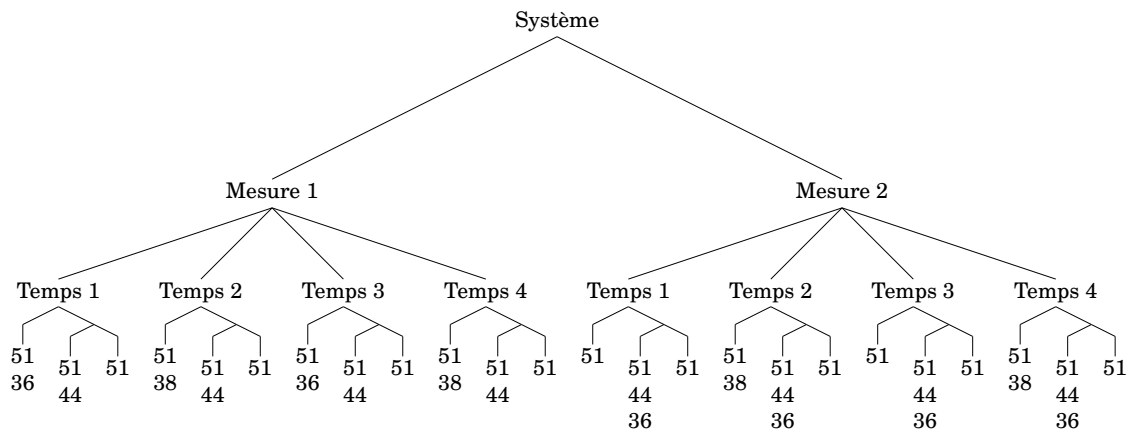 Système
Mesure 1 Mesure 2
Temps 1 Temps 2 Temps 3 Temps 4 Temps 1 Temps 2 Temps 3 Temps 4
51 51 51 51 51 51 51 51 51 51 51 51 51 51 51 51 51 51 51 51 51 51 51 51
36 44 38 44 36 44 38 44 44 38 44 44 38 44
36 36 36 36